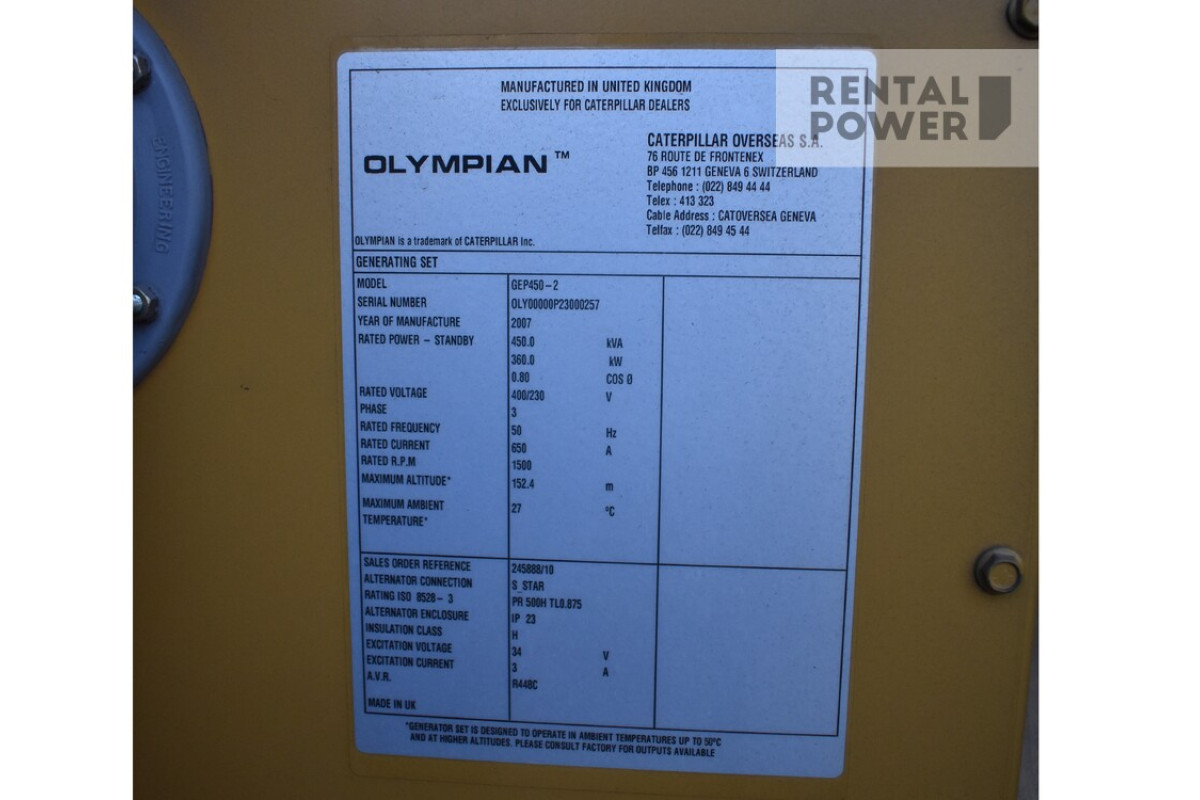 RENTAL
POWER
ENGINEERING
MANUFACTURED IN UNITED KINGDOM
EXCLUSIVELY FOR CATERPILLAR DEALERS
OLYMPIAN ™
CATERPILLAR OVERSEAS S.A.
76 ROUTE DE FRONTENEX
BP 456 1211 GENEVA 6 SWITZERLAND
Telephone : (022) 849 44 44
Telex : 413 323
Cable Address : CATOVERSEA GENEVA
Telfax : (022) 849 45 44
OLYMPIAN is a trademark of CATERPILLAR Inc.
GENERATING SET
MODEL GEP450-2
SERIAL NUMBER OLY00000P23000257
YEAR OF MANUFACTURE 2007
RATED POWER - STANDBY 450.0 kVA
360.0 kW
0.80 COS Ø
RATED VOLTAGE 400/230 V
PHASE 3
RATED FREQUENCY 50 Hz
RATED CURRENT 650 A
RATED R.P.M 1500
MAXIMUM ALTITUDE* 152.4 m
MAXIMUM AMBIENT 27 °C
TEMPERATURE*
SALES ORDER REFERENCE 245888/10
ALTERNATOR CONNECTION S_STAR
RATING ISO 8528-3 PR 500H TL0.875
ALTERNATOR ENCLOSURE IP 23
INSULATION CLASS H
EXCITATION VOLTAGE 34 V
EXCITATION CURRENT 3 A
A.V.R. R448C
MADE IN UK
*GENERATOR SET IS DESIGNED TO OPERATE IN AMBIENT TEMPERATURES UP TO 50°C
AND AT HIGHER ALTITUDES. PLEASE CONSULT FACTORY FOR OUTPUTS AVAILABLE